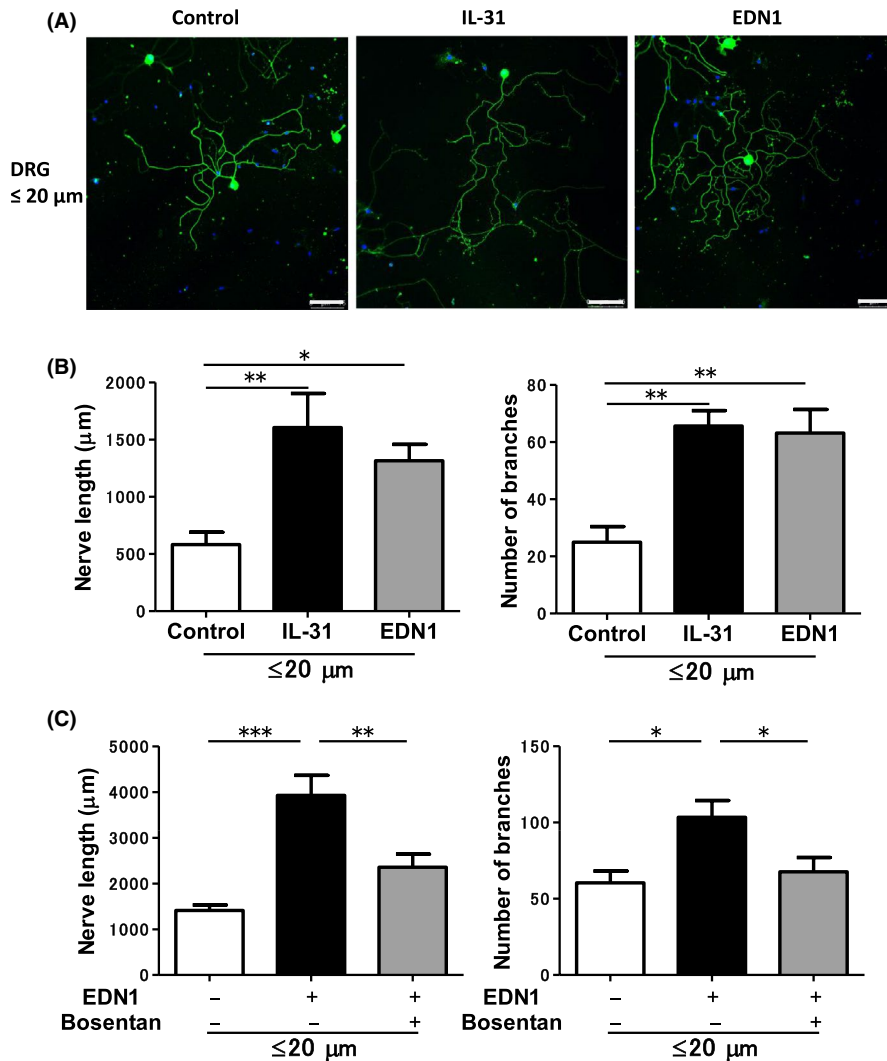 (A) Control IL-31 EDN1
DRG
≤ 20 μm
(B)
*
**
Nerve length (μm)
2000
1500
1000
500
0
Control IL-31 EDN1
≤20 μm
**
**
Number of branches
80
60
40
20
0
Control IL-31 EDN1
≤20 μm
(C)
*** **
Nerve length (μm)
5000
4000
3000
2000
1000
0
EDN1 – + +
Bosentan – – +
≤20 μm
* *
Number of branches
150
100
50
0
EDN1 – + +
Bosentan – – +
≤20 μm